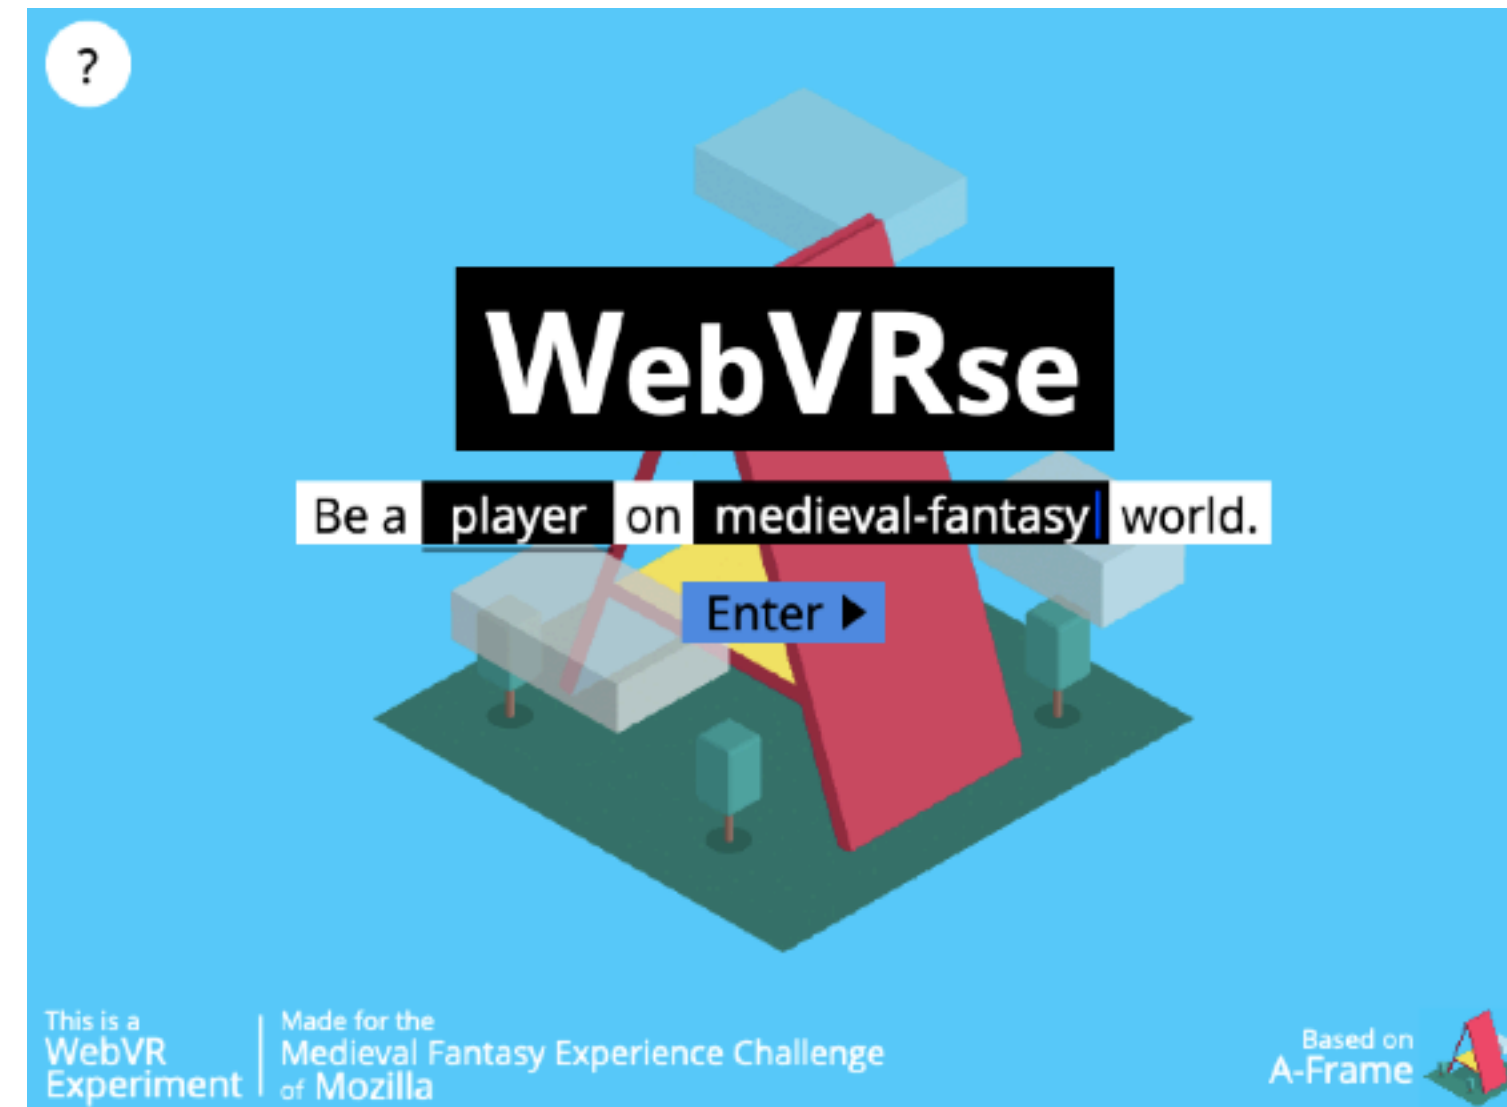 ?
WebVRse
Be a player on medieval-fantasy world.
Enter
This is a
WebVR
Experiment
Made for the
Medieval Fantasy Experience Challenge
of Mozilla
Based on
A-Frame